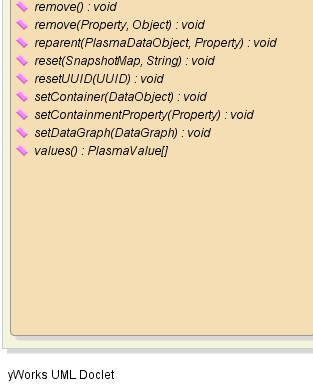 remove() : void
remove(Property, Object) : void
reparent(PlasmaDataObject, Property) : void
reset(SnapshotMap, String) : void
resetUUID(UUID) : void
setContainer(DataObject) : void
setContainmentProperty(Property) : void
setDataGraph(DataGraph) : void
values() : PlasmaValue[]
yWorks UML Doclet